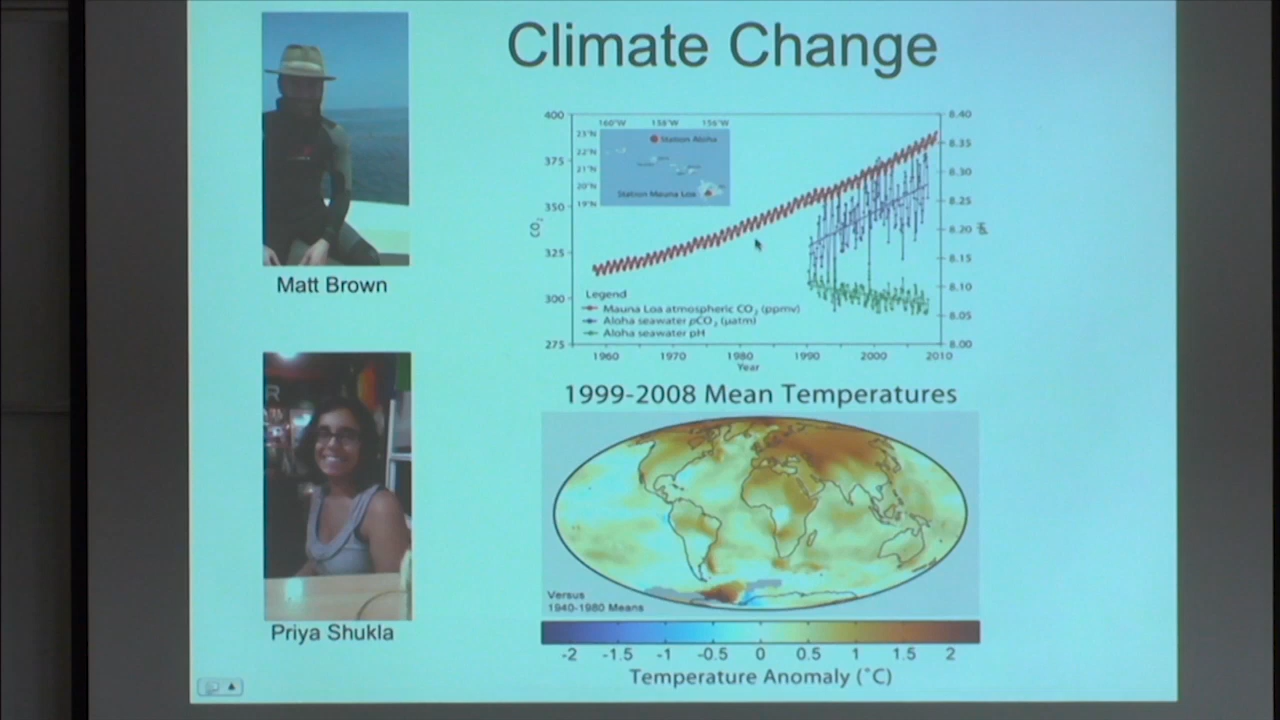 Climate Change
Matt Brown
Priya Shukla
400
375
350
325
300
275
CO2
8.40
8.35
8.30
8.25
8.20
8.15
8.10
8.05
8.00
pH
160°W 158°W 156°W
23°N
22°N
21°N
20°N
19°N
Station Aloha
Station Mauna Loa
Legend
Mauna Loa atmospheric CO2 (ppmv)
Aloha seawater pCO2 (µatm)
Aloha seawater pH
1960 1970 1980 1990 2000 2010
Year
1999-2008 Mean Temperatures
Versus
1940-1980 Means
-2 -1.5 -1 -0.5 0 0.5 1 1.5 2
Temperature Anomaly (˚C)